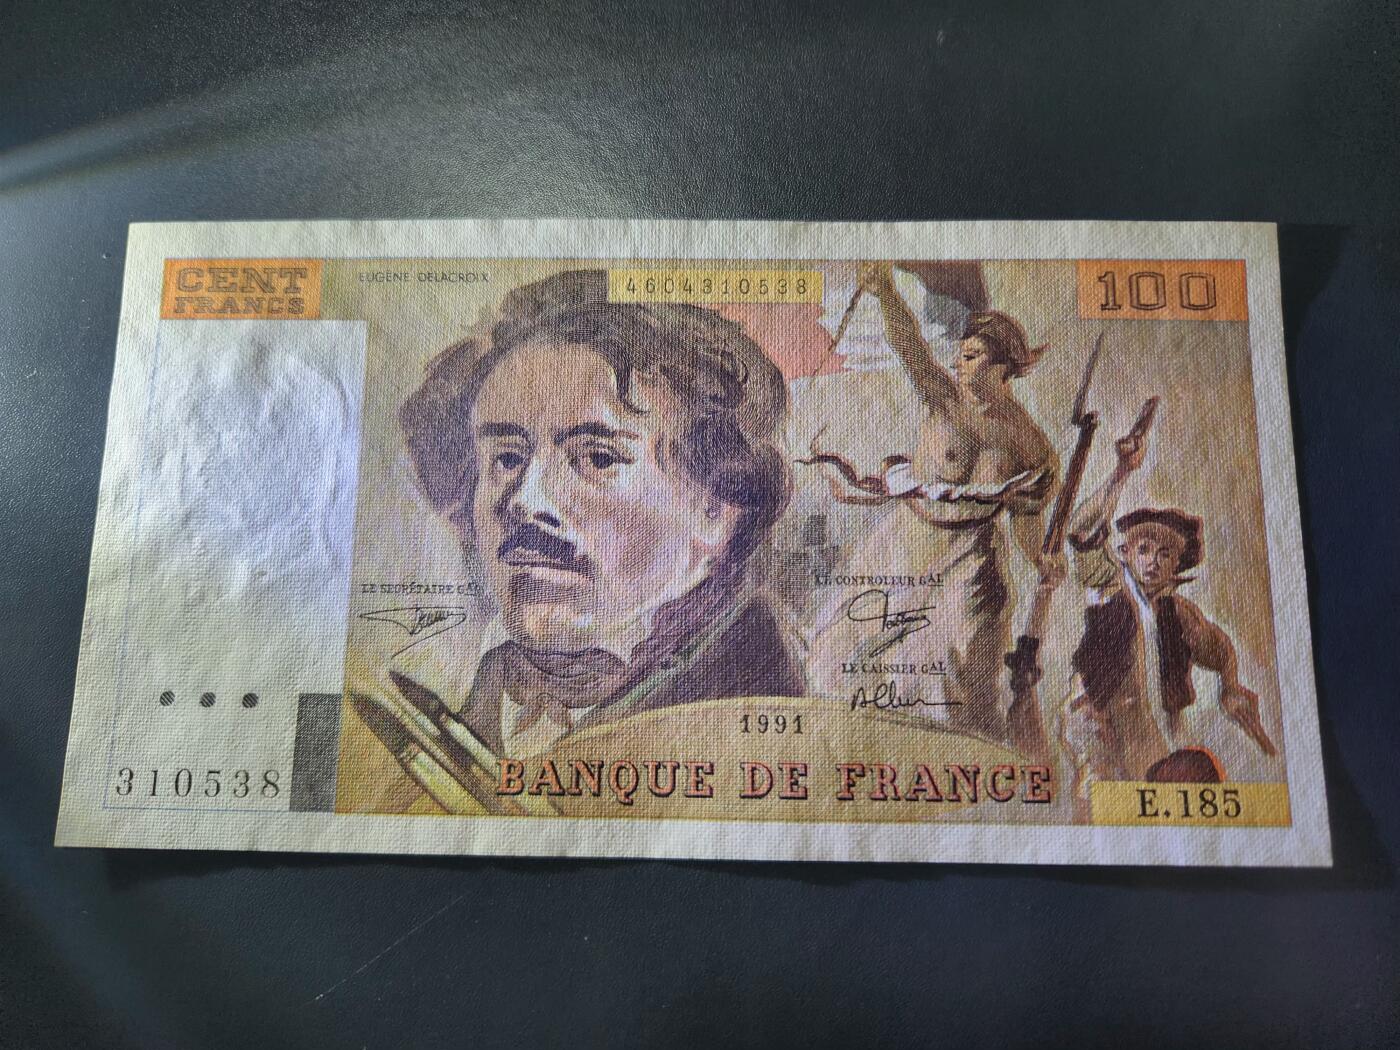 CENT
FRANCS
EUGÈNE DELACROIX
4604310538
100
LE SECRÉTAIRE GAL
LE CONTROLEUR GAL
LE CAISSIER GAL
1991
310538
BANQUE DE FRANCE
E.185